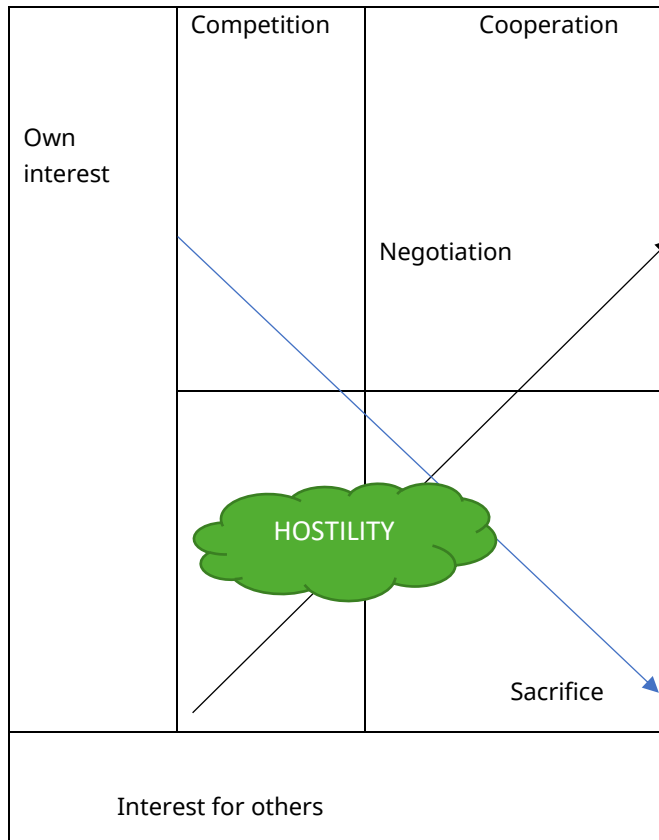 Competition
Cooperation
Own
interest
Negotiation
HOSTILITY
Sacrifice
Interest for others